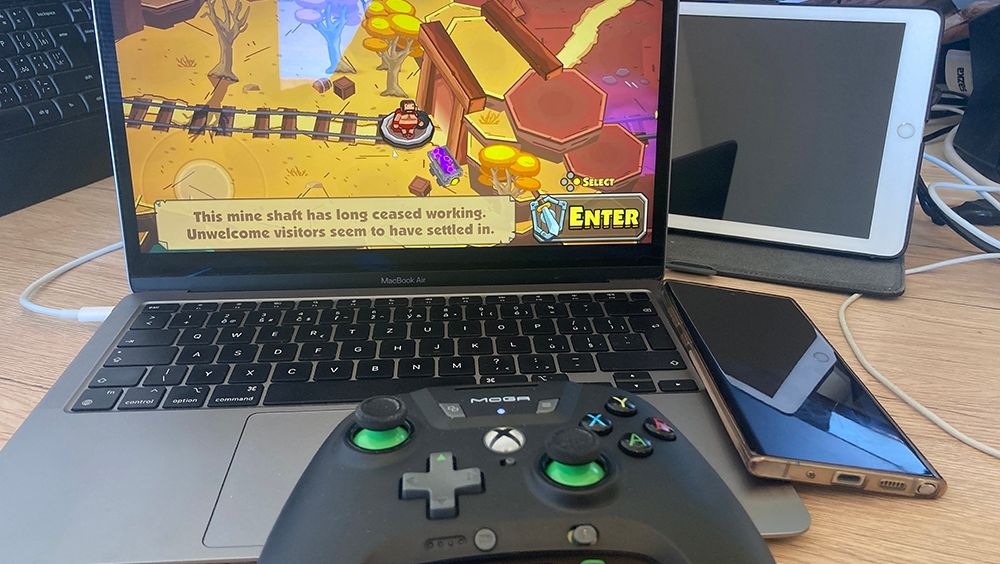 SELECT
This mine shaft has long ceased working.
Unwelcome visitors seem to have settled in.
ENTER
MacBook Air
Q W E R T Z U I O P
A S D F G H J K L
Y X C V B N M
fn control option command
⌘
MOGA
X Y B A